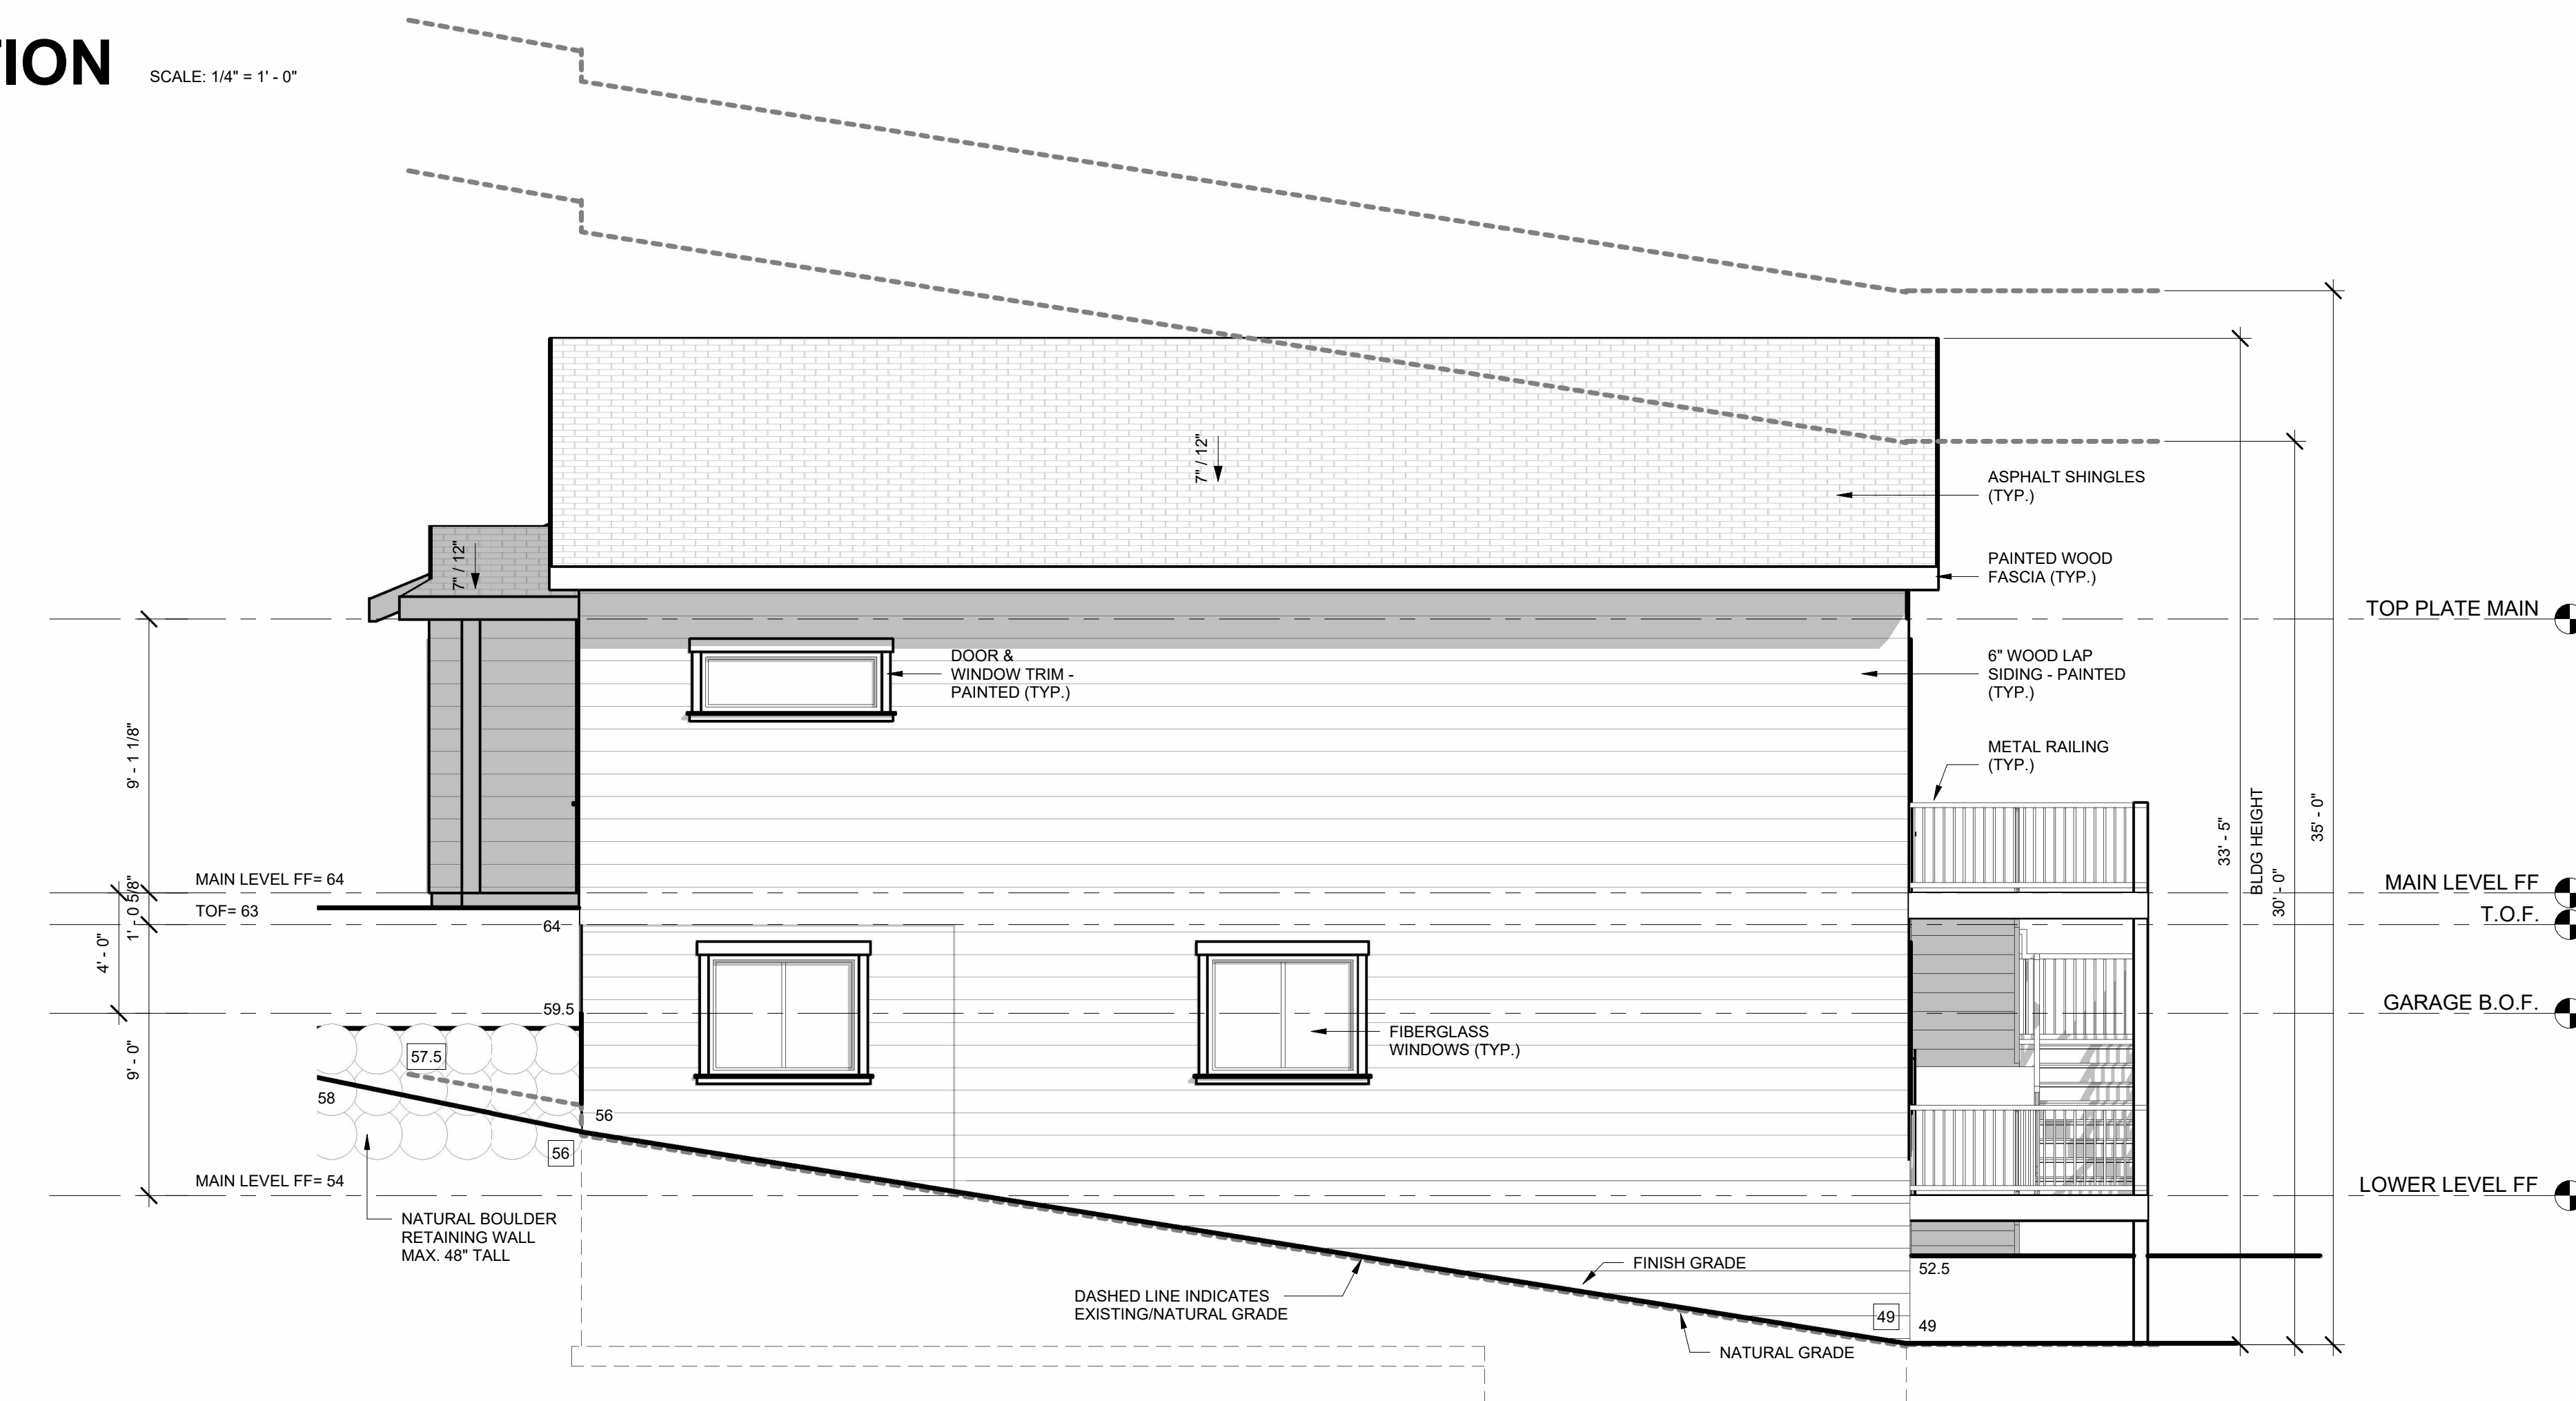 TION
SCALE: 1/4" = 1' - 0"
7" / 12"
ASPHALT SHINGLES
(TYP.)
7" / 12"
PAINTED WOOD
FASCIA (TYP.)
TOP PLATE MAIN
DOOR &
WINDOW TRIM -
PAINTED (TYP.)
6" WOOD LAP
SIDING - PAINTED
(TYP.)
9' - 1 1/8"
METAL RAILING
(TYP.)
33' - 5"
BLDG HEIGHT
30' - 0"
35' - 0"
MAIN LEVEL FF= 64
MAIN LEVEL FF
1' - 0 5/8"
TOF= 63
T.O.F.
64
4' - 0"
59.5
GARAGE B.O.F.
9' - 0"
57.5
FIBERGLASS
WINDOWS (TYP.)
58
56
56
MAIN LEVEL FF= 54
LOWER LEVEL FF
NATURAL BOULDER
RETAINING WALL
MAX. 48" TALL
FINISH GRADE
52.5
DASHED LINE INDICATES
EXISTING/NATURAL GRADE
49
49
NATURAL GRADE